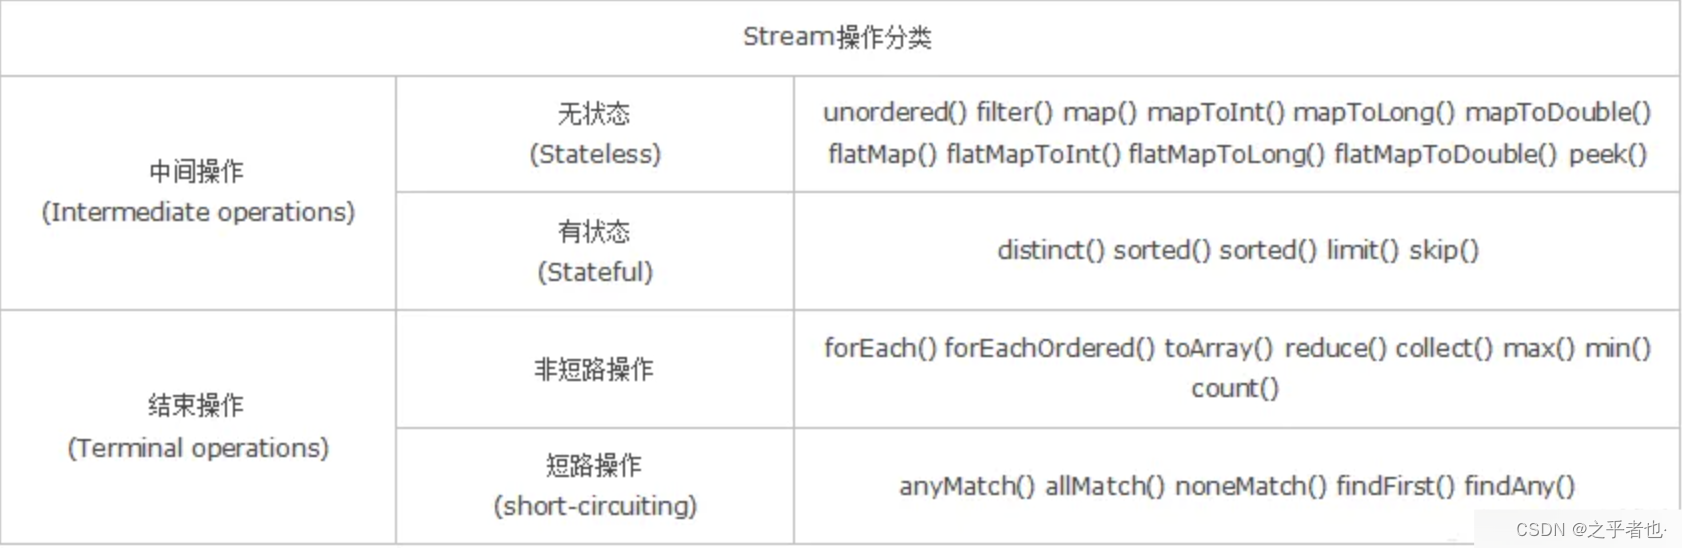 Stream操作分类
中间操作
(Intermediate operations)
无状态
(Stateless)
unordered() filter() map() mapToInt() mapToLong() mapToDouble()
flatMap() flatMapToInt() flatMapToLong() flatMapToDouble() peek()
有状态
(Stateful)
distinct() sorted() sorted() limit() skip()
结束操作
(Terminal operations)
非短路操作
forEach() forEachOrdered() toArray() reduce() collect() max() min()
count()
短路操作
(short-circuiting)
anyMatch() allMatch() noneMatch() findFirst() findAny()
CSDN @之乎者也·